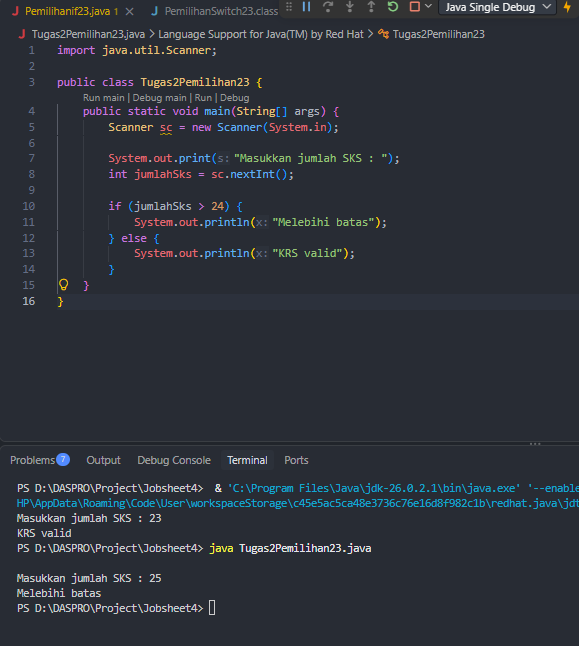 Pemilihanif23.java 1
PemilihanSwitch23.class
Java Single Debug
Tugas2Pemilihan23.java > Language Support for Java(TM) by Red Hat > Tugas2Pemilihan23
1 import java.util.Scanner;
2
3 public class Tugas2Pemilihan23 {
Run main | Debug main | Run | Debug
4 public static void main(String[] args) {
5 Scanner sc = new Scanner(System.in);
6
7 System.out.print(s: "Masukkan jumlah SKS : ");
8 int jumlahSks = sc.nextInt();
9
10 if (jumlahSks > 24) {
11 System.out.println(x: "Melebihi batas");
12 } else {
13 System.out.println(x: "KRS valid");
14 }
15 }
16 }
Problems 7 Output Debug Console Terminal Ports
PS D:\DASPRO\Project\Jobsheet4> & 'C:\Program Files\Java\jdk-26.0.2.1\bin\java.exe' '--enable
HP\AppData\Roaming\Code\User\workspaceStorage\c45e5ac5ca48e3736c76e16d8f982c1b\redhat.java\jdt
Masukkan jumlah SKS : 23
KRS valid
PS D:\DASPRO\Project\Jobsheet4> java Tugas2Pemilihan23.java
Masukkan jumlah SKS : 25
Melebihi batas
PS D:\DASPRO\Project\Jobsheet4>